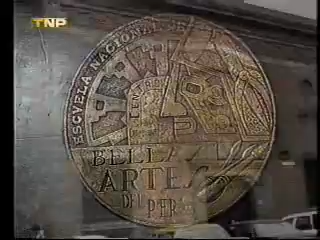 TNP
ESCUELA NACIONAL DE
BELLAS
ARTES
DEL PERU